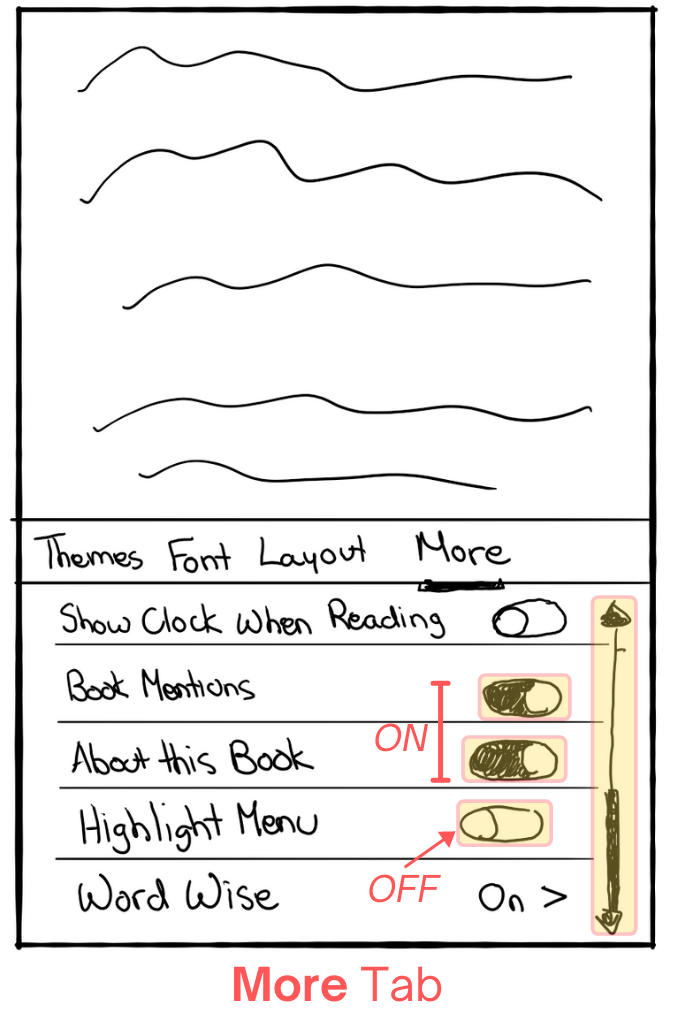 Themes Font Layout More
Show Clock When Reading
Book Mentions
ON
About this Book
Highlight Menu
OFF
Word Wise On >
More Tab